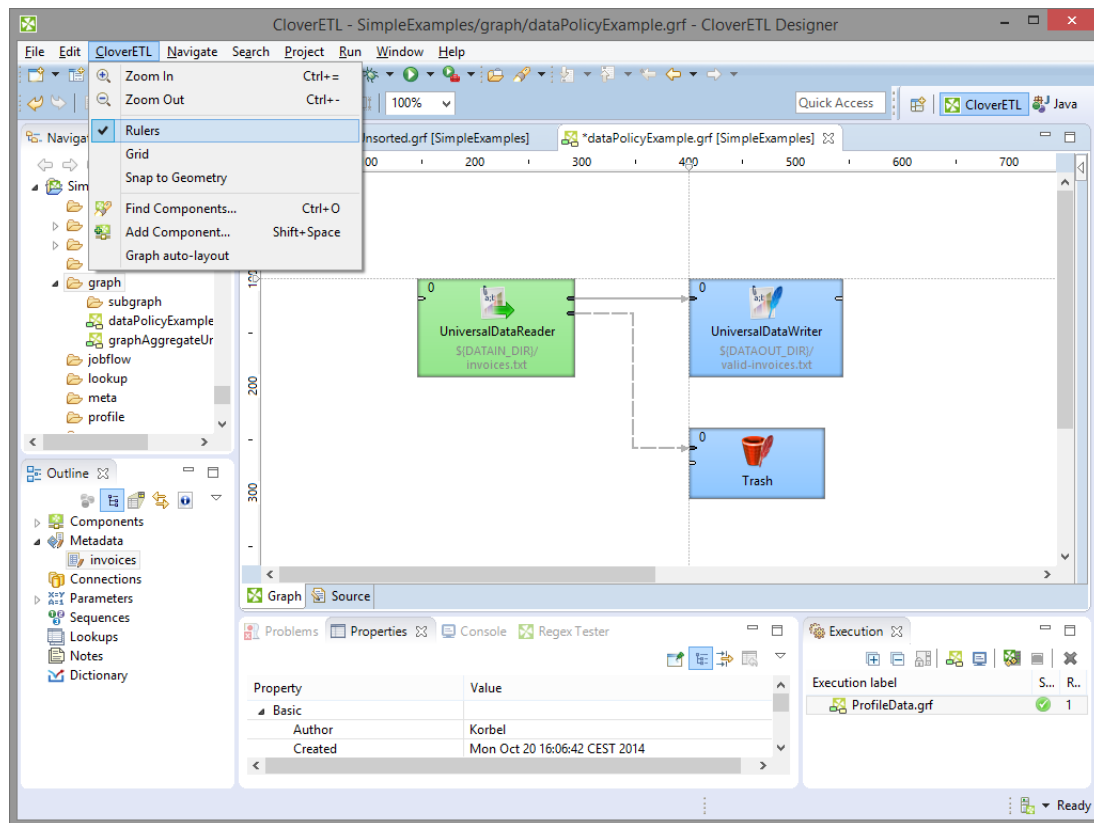 CloverETL - SimpleExamples/graph/dataPolicyExample.grf - CloverETL Designer
File Edit CloverETL Navigate Search Project Run Window Help
Zoom In Ctrl+=
Zoom Out Ctrl+-
100%
Quick Access
CloverETL
Java
Rulers
Grid
Snap to Geometry
Find Components... Ctrl+O
Add Component... Shift+Space
Graph auto-layout
Naviga
nsorted.grf [SimpleExamples]
*dataPolicyExample.grf [SimpleExamples]
00 200 300 400 500 600 700
Sim
graph
subgraph
dataPolicyExample
graphAggregateUr
jobflow
lookup
meta
profile
100
200
300
0
UniversalDataReader
${DATAIN_DIR}/
invoices.txt
0
UniversalDataWriter
${DATAOUT_DIR}/
valid-invoices.txt
0
Trash
Graph
Source
Outline
Components
Metadata
invoices
Connections
Parameters
Sequences
Lookups
Notes
Dictionary
Problems Properties Console Regex Tester
Property Value
Basic
Author Korbel
Created Mon Oct 20 16:06:42 CEST 2014
Execution
Execution label S... R..
ProfileData.grf 1
Ready